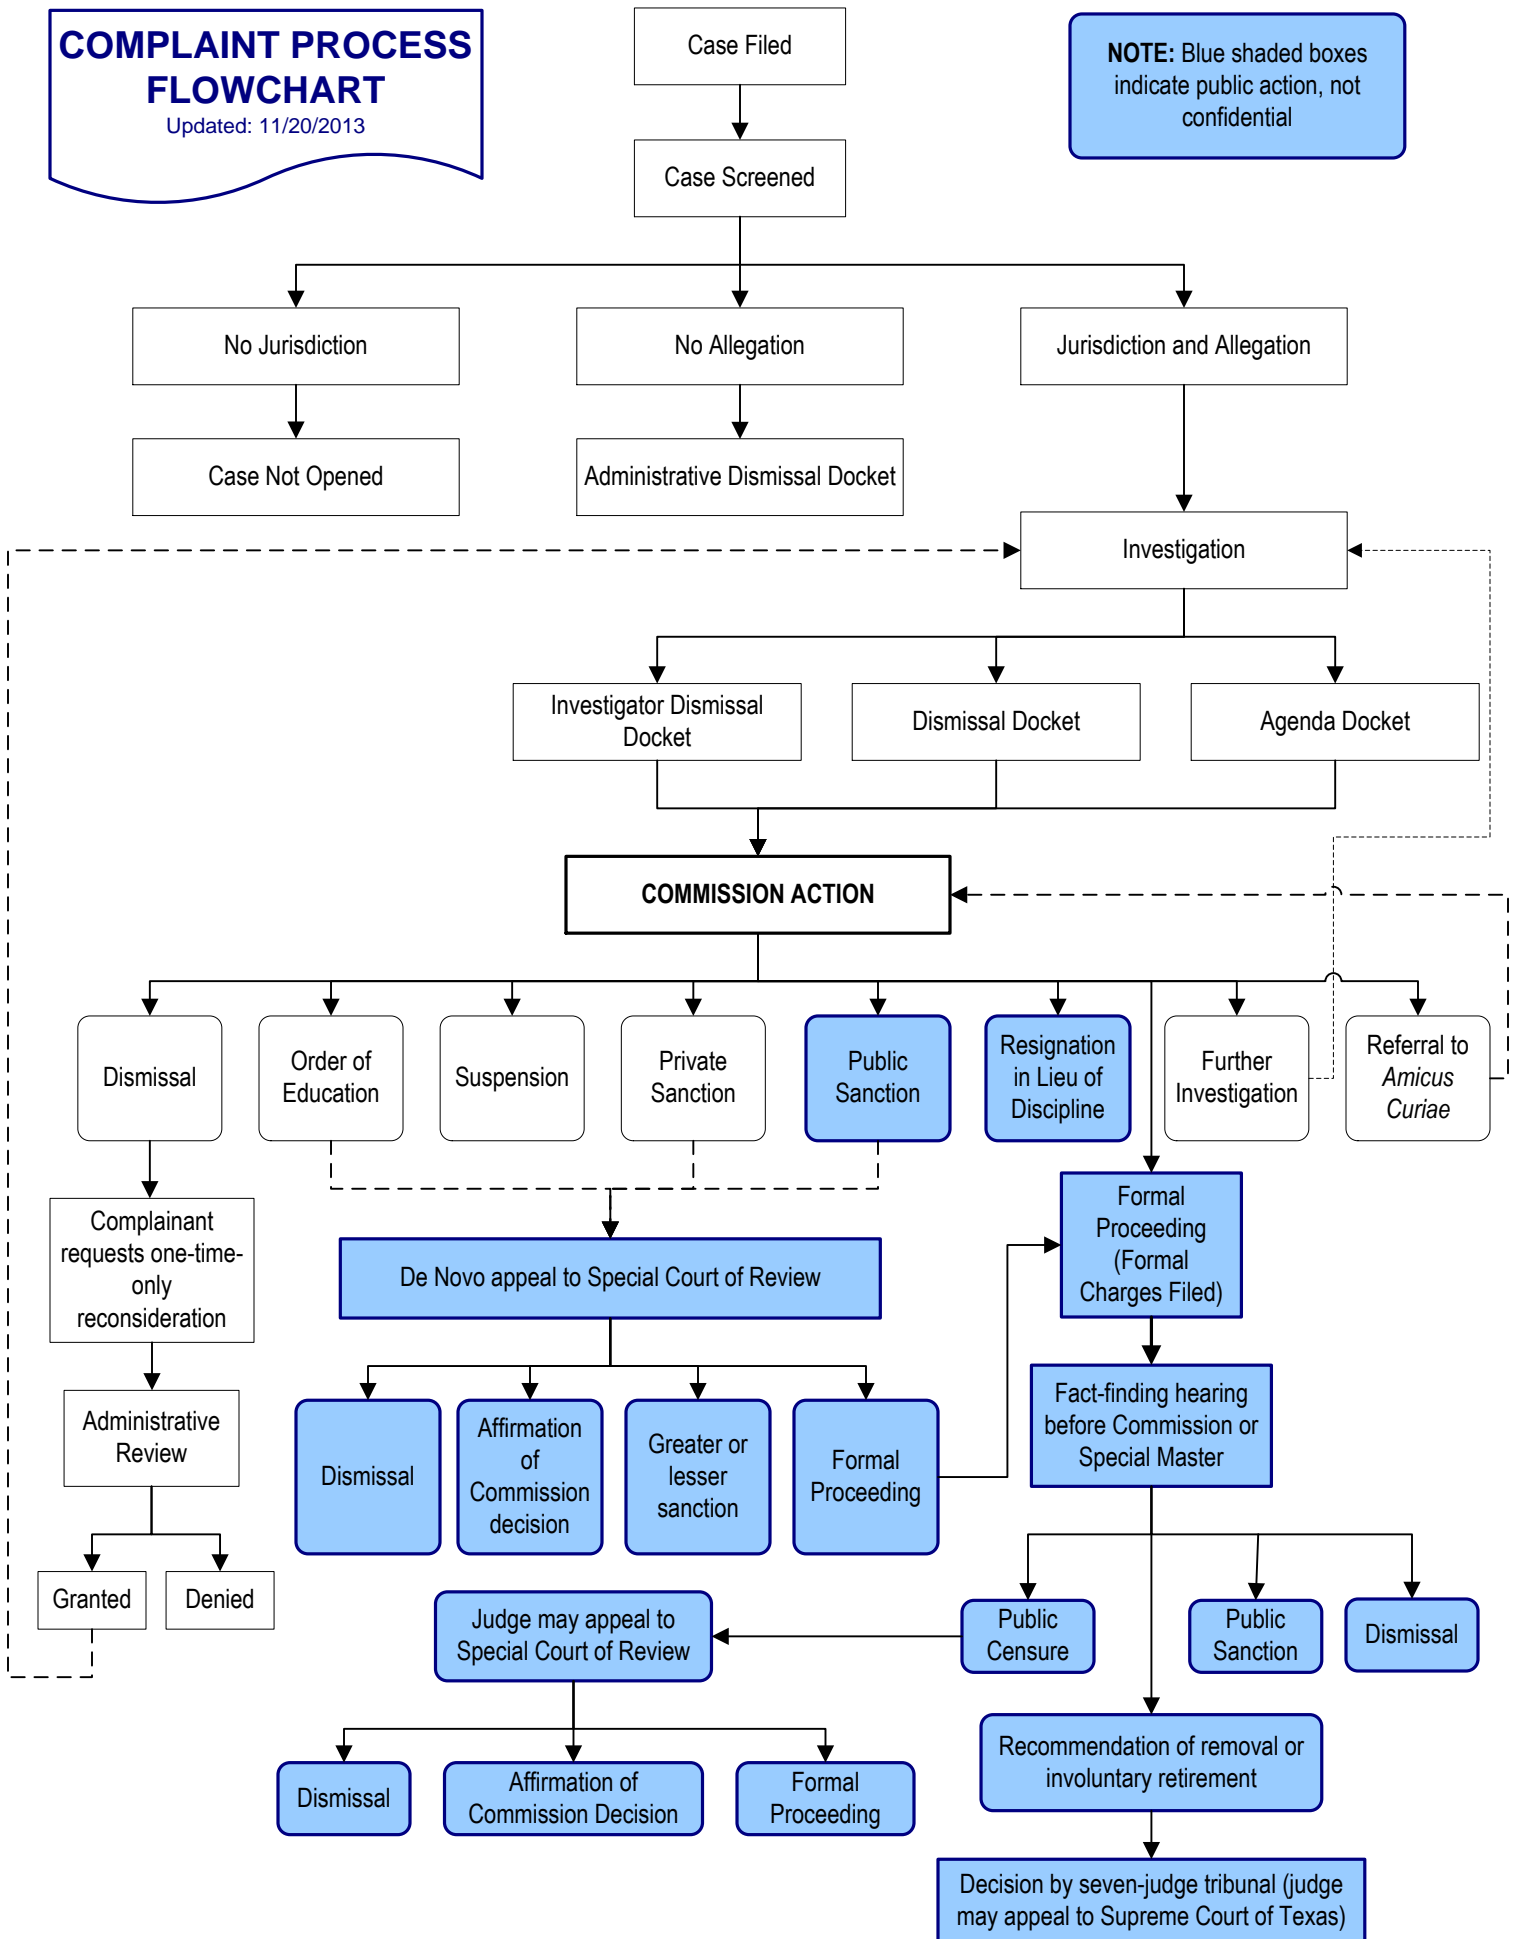 COMPLAINT PROCESS
FLOWCHART
Updated: 11/20/2013
Case Filed
NOTE: Blue shaded boxes
indicate public action, not
confidential
Case Screened
No Jurisdiction
No Allegation
Jurisdiction and Allegation
Case Not Opened
Administrative Dismissal Docket
Investigation
Investigator Dismissal
Docket
Dismissal Docket
Agenda Docket
COMMISSION ACTION
Dismissal
Order of
Education
Suspension
Private
Sanction
Public
Sanction
Resignation
in Lieu of
Discipline
Further
Investigation
Referral to
Amicus
Curiae
Complainant
requests one-time-
only
reconsideration
De Novo appeal to Special Court of Review
Formal
Proceeding
(Formal
Charges Filed)
Administrative
Review
Dismissal
Affirmation
of
Commission
decision
Greater or
lesser
sanction
Formal
Proceeding
Fact-finding hearing
before Commission or
Special Master
Granted
Denied
Judge may appeal to
Special Court of Review
Public
Censure
Public
Sanction
Dismissal
Dismissal
Affirmation of
Commission Decision
Formal
Proceeding
Recommendation of removal or
involuntary retirement
Decision by seven-judge tribunal (judge
may appeal to Supreme Court of Texas)